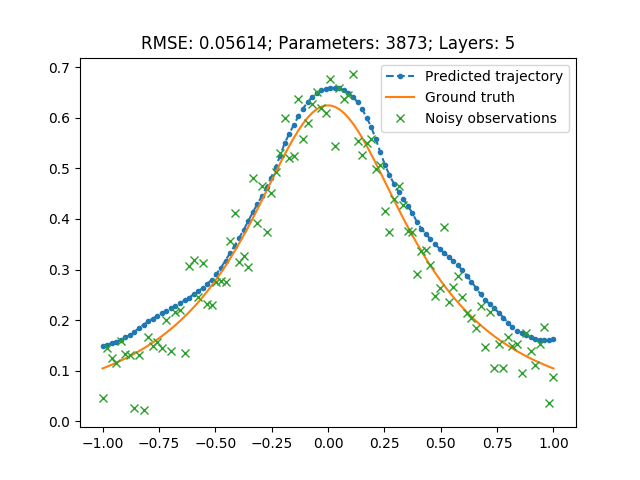 RMSE: 0.05614; Parameters: 3873; Layers: 5
Predicted trajectory
Ground truth
Noisy observations
0.7
0.6
0.5
0.4
0.3
0.2
0.1
0.0
−1.00 −0.75 −0.50 −0.25 0.00 0.25 0.50 0.75 1.00